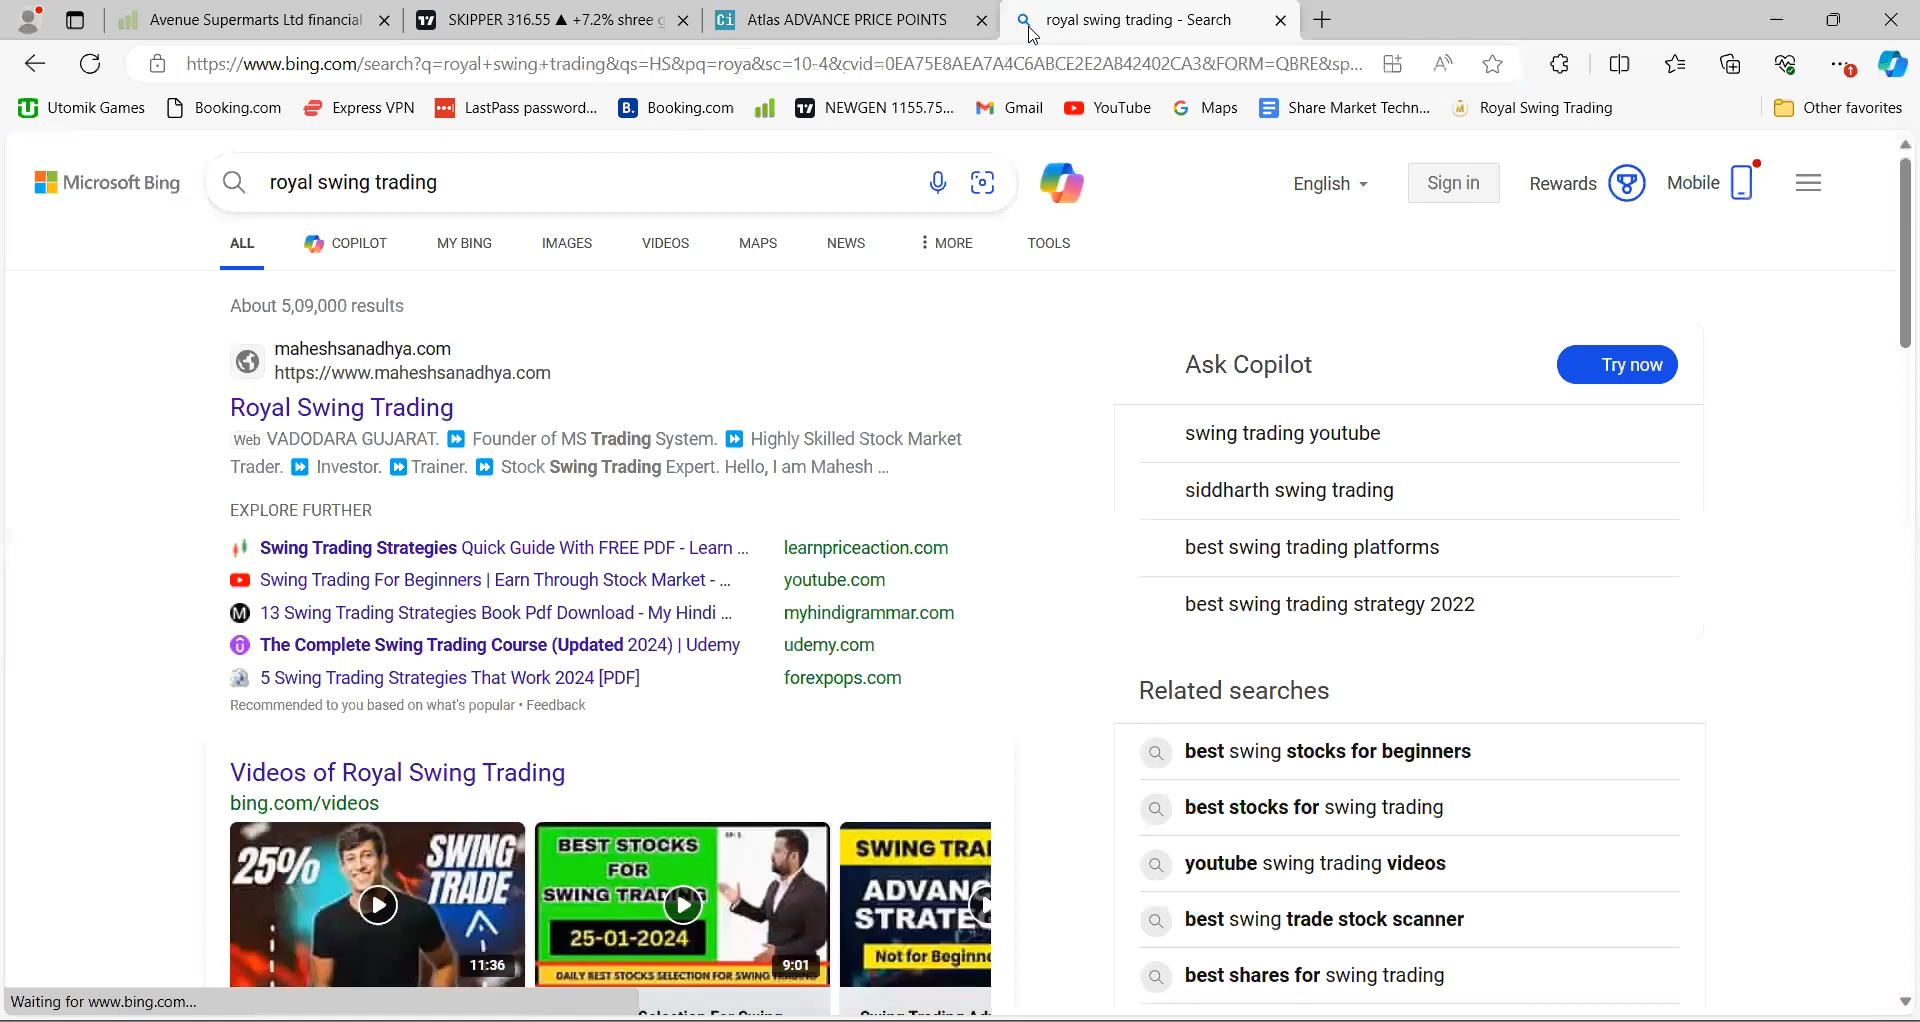 Avenue Supermarts Ltd financial
SKIPPER 316.55 ▲ +7.2% shree
Atlas ADVANCE PRICE POINTS
royal swing trading - Search
https://www.bing.com/search?q=royal+swing+trading&qs=HS&pq=roya&sc=10-4&cvid=0EA75E8AEA7A4C6ABCE2E2A842402CA3&FORM=QBRE&sp...
Utomik Games
Booking.com
Express VPN
LastPass password...
Booking.com
NEWGEN 1155.75...
Gmail
YouTube
Maps
Share Market Techn...
Royal Swing Trading
Other favorites
Microsoft Bing
royal swing trading
English
Sign in
Rewards
Mobile
ALL
COPILOT
MY BING
IMAGES
VIDEOS
MAPS
NEWS
MORE
TOOLS
About 5,09,000 results
maheshsanadhya.com
https://www.maheshsanadhya.com
Royal Swing Trading
Web VADODARA GUJARAT. ⏩ Founder of MS Trading System. ⏩ Highly Skilled Stock Market
Trader. ⏩ Investor. ⏩ Trainer. ⏩ Stock Swing Trading Expert. Hello, I am Mahesh ...
EXPLORE FURTHER
Swing Trading Strategies Quick Guide With FREE PDF - Learn ... learnpriceaction.com
Swing Trading For Beginners | Earn Through Stock Market - ... youtube.com
13 Swing Trading Strategies Book Pdf Download - My Hindi ... myhindigrammar.com
The Complete Swing Trading Course (Updated 2024) | Udemy udemy.com
5 Swing Trading Strategies That Work 2024 [PDF] forexpops.com
Recommended to you based on what's popular • Feedback
Videos of Royal Swing Trading
bing.com/videos
25%
SWING
TRADE
11:36
BEST STOCKS
FOR
SWING TRADING
25-01-2024
DAILY BEST STOCKS SELECTION FOR SWING TRADING
9:01
SWING TRA
ADVAN
STRATE
Not for Beginn
Waiting for www.bing.com...
Ask Copilot
Try now
swing trading youtube
siddharth swing trading
best swing trading platforms
best swing trading strategy 2022
Related searches
best swing stocks for beginners
best stocks for swing trading
youtube swing trading videos
best swing trade stock scanner
best shares for swing trading